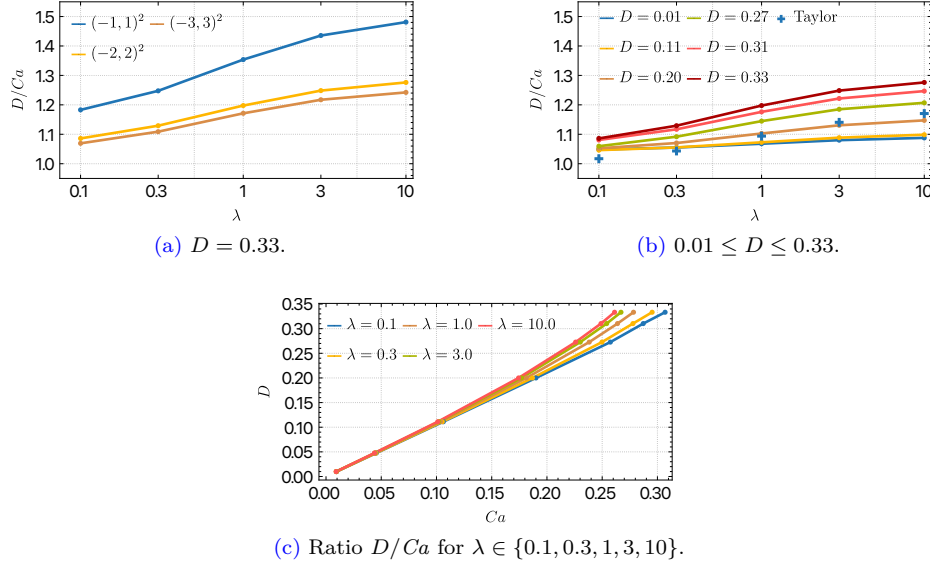 1.5
1.4
1.3
1.2
1.1
1.0
D/Ca
(−1, 1)² (−3, 3)²
(−2, 2)²
0.1 0.3 1 3 10
λ
(a) D = 0.33.
1.5
1.4
1.3
1.2
1.1
1.0
D/Ca
D = 0.01 D = 0.27 Taylor
D = 0.11 D = 0.31
D = 0.20 D = 0.33
0.1 0.3 1 3 10
λ
(b) 0.01 ≤ D ≤ 0.33.
0.35
0.30
0.25
0.20
0.15
0.10
0.05
0.00
D
λ = 0.1 λ = 1.0 λ = 10.0
λ = 0.3 λ = 3.0
0.00 0.05 0.10 0.15 0.20 0.25 0.30
Ca
(c) Ratio D/Ca for λ ∈ {0.1, 0.3, 1, 3, 10}.